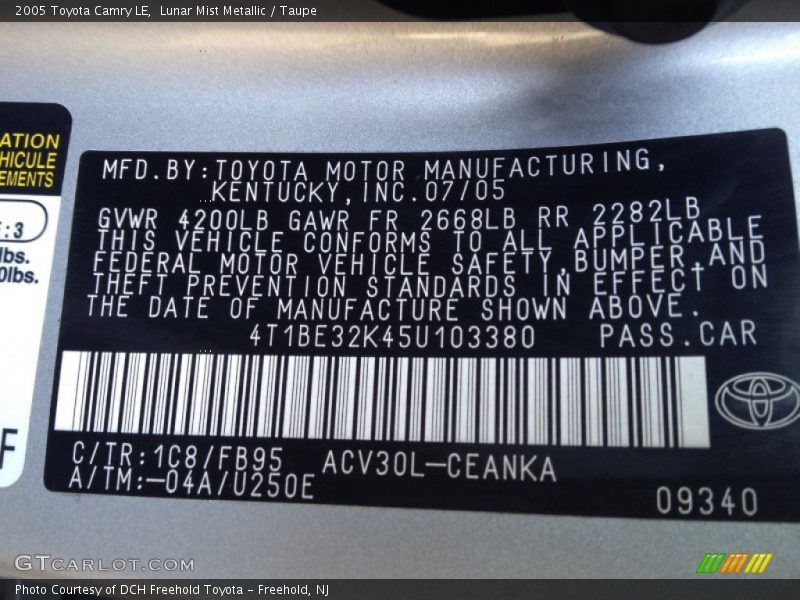 2005 Toyota Camry LE,  Lunar Mist Metallic / Taupe
ATION
HICULE
EMENTS
:3
lbs.
0lbs.
F
MFD.BY:TOYOTA MOTOR MANUFACTURING,
KENTUCKY,INC.07/05
GVWR 4200LB GAWR FR 2668LB RR 2282LB
THIS VEHICLE CONFORMS TO ALL APPLICABLE
FEDERAL MOTOR VEHICLE SAFETY,BUMPER,AND
THEFT PREVENTION STANDARDS IN EFFECT ON
THE DATE OF MANUFACTURE SHOWN ABOVE.
4T1BE32K45U103380 PASS.CAR
C/TR:1C8/FB95 ACV30L-CEANKA
A/TM:-04A/U250E
09340
GTCARLOT.COM
Photo Courtesy of DCH Freehold Toyota - Freehold, NJ